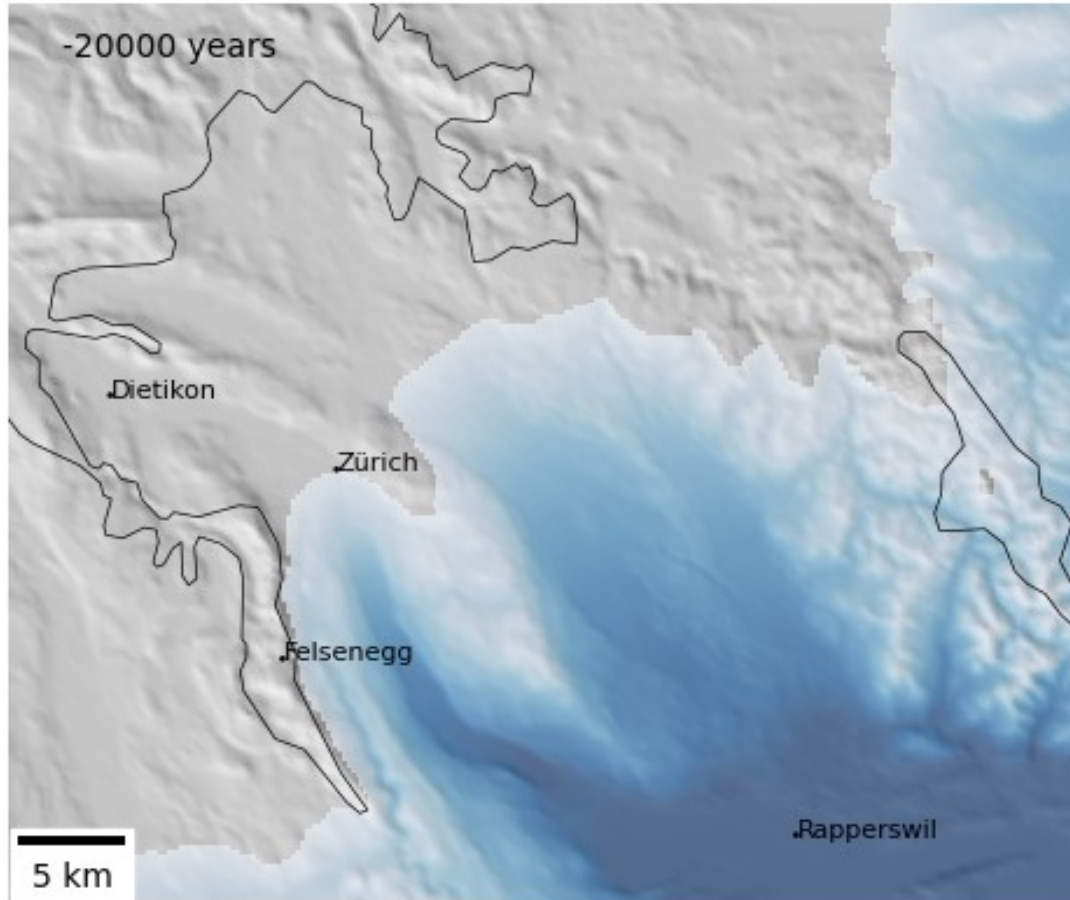 -20000 years
Dietikon
Zürich
Felsenegg
Rapperswil
5 km